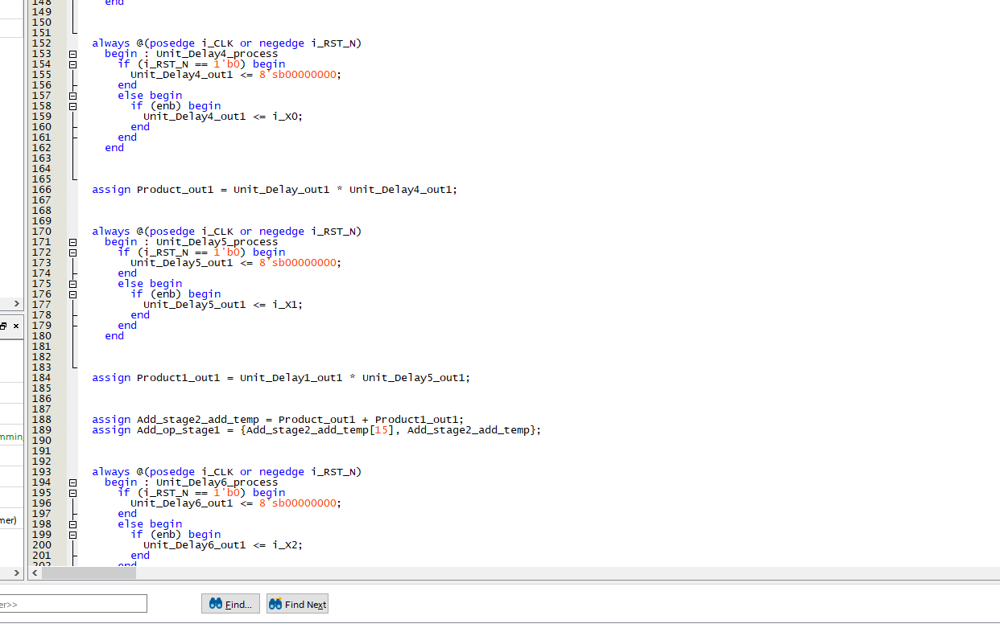 148 end
149
150
151
152 always @(posedge i_CLK or negedge i_RST_N)
153 begin : Unit_Delay4_process
154 if (i_RST_N == 1'b0) begin
155 Unit_Delay4_out1 <= 8'sb00000000;
156 end
157 else begin
158 if (enb) begin
159 Unit_Delay4_out1 <= i_X0;
160 end
161 end
162 end
163
164
165
166 assign Product_out1 = Unit_Delay_out1 * Unit_Delay4_out1;
167
168
169
170 always @(posedge i_CLK or negedge i_RST_N)
171 begin : Unit_Delay5_process
172 if (i_RST_N == 1'b0) begin
173 Unit_Delay5_out1 <= 8'sb00000000;
174 end
175 else begin
176 if (enb) begin
177 Unit_Delay5_out1 <= i_X1;
178 end
179 end
180 end
181
182
183
184 assign Product1_out1 = Unit_Delay1_out1 * Unit_Delay5_out1;
185
186
187
188 assign Add_stage2_add_temp = Product_out1 + Product1_out1;
189 assign Add_op_stage1 = {Add_stage2_add_temp[15], Add_stage2_add_temp};
190
191
192
193 always @(posedge i_CLK or negedge i_RST_N)
194 begin : Unit_Delay6_process
195 if (i_RST_N == 1'b0) begin
196 Unit_Delay6_out1 <= 8'sb00000000;
197 end
198 else begin
199 if (enb) begin
200 Unit_Delay6_out1 <= i_X2;
201 end
202 end
mming
mer)
er>>
Find...
Find Next